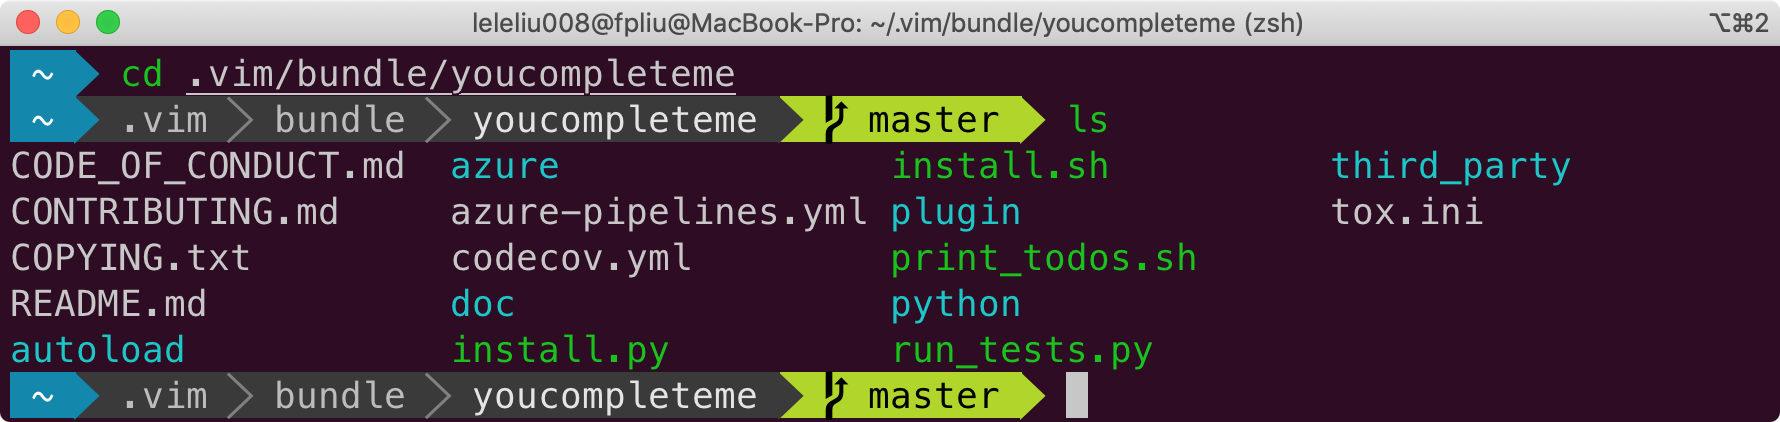 leleliu008@fpliu@MacBook-Pro: ~/.vim/bundle/youcompleteme (zsh) ⌥⌘2
~ cd .vim/bundle/youcompleteme
~ .vim bundle youcompleteme master ls
CODE_OF_CONDUCT.md azure install.sh third_party
CONTRIBUTING.md azure-pipelines.yml plugin tox.ini
COPYING.txt codecov.yml print_todos.sh
README.md doc python
autoload install.py run_tests.py
~ .vim bundle youcompleteme master